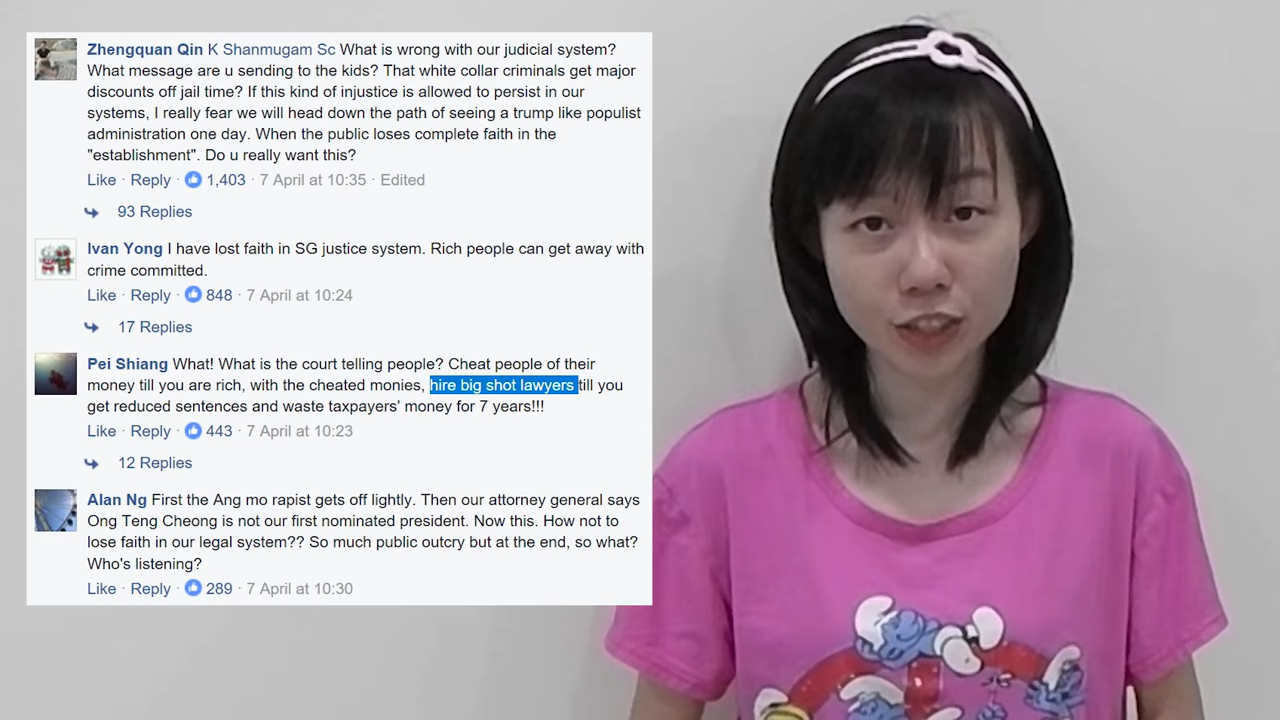 Zhengquan Qin K Shanmugam Sc What is wrong with our judicial system?
What message are u sending to the kids? That white collar criminals get major
discounts off jail time? If this kind of injustice is allowed to persist in our
systems, I really fear we will head down the path of seeing a trump like populist
administration one day. When the public loses complete faith in the
"establishment". Do u really want this?
Like · Reply · 1,403 · 7 April at 10:35 · Edited
93 Replies
Ivan Yong I have lost faith in SG justice system. Rich people can get away with
crime committed.
Like · Reply · 848 · 7 April at 10:24
17 Replies
Pei Shiang What! What is the court telling people? Cheat people of their
money till you are rich, with the cheated monies, hire big shot lawyers till you
get reduced sentences and waste taxpayers' money for 7 years!!!
Like · Reply · 443 · 7 April at 10:23
12 Replies
Alan Ng First the Ang mo rapist gets off lightly. Then our attorney general says
Ong Teng Cheong is not our first nominated president. Now this. How not to
lose faith in our legal system?? So much public outcry but at the end, so what?
Who's listening?
Like · Reply · 289 · 7 April at 10:30